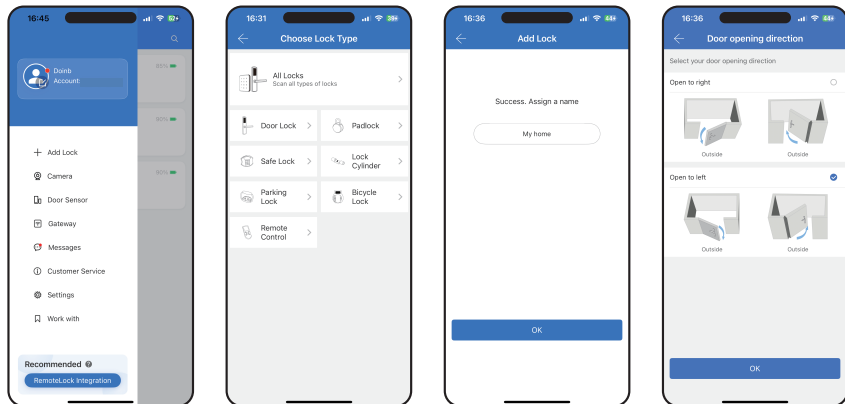 16:45
Doinb
Account:
80%
90%
+ Add Lock
Camera
Door Sensor
Gateway
Messages
Customer Service
Settings
Work with
Recommended
RemoteLock Integration
16:31
Choose Lock Type
All Locks
Scan all types of locks
Door Lock
Padlock
Safe Lock
Lock
Cylinder
Parking
Lock
Bicycle
Lock
Remote
Control
16:36
44
Add Lock
Success. Assign a name
My home
OK
16:36
44
Door opening direction
Select your door opening direction
Open to right
Outside
Outside
Open to left
Outside
Outside
OK